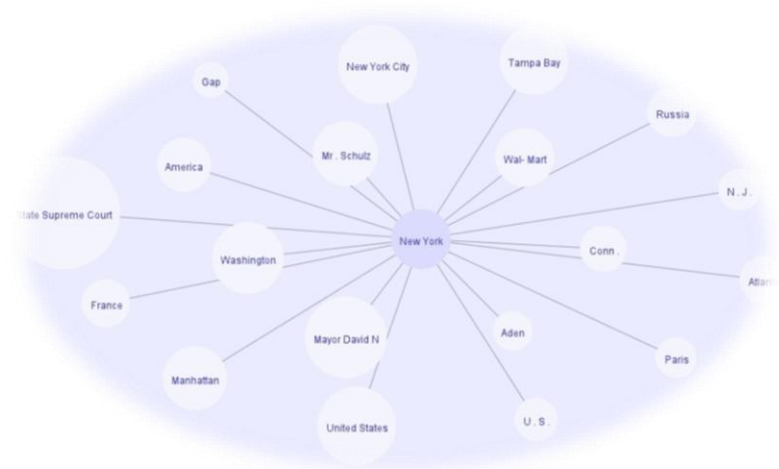 New York City
Tampa Bay
Gap
Russia
Mr. Schulz
Wal- Mart
America
N.J.
State Supreme Court
New York
Conn.
Washington
France
Aden
Mayor David N
Paris
Manhattan
U.S.
United States